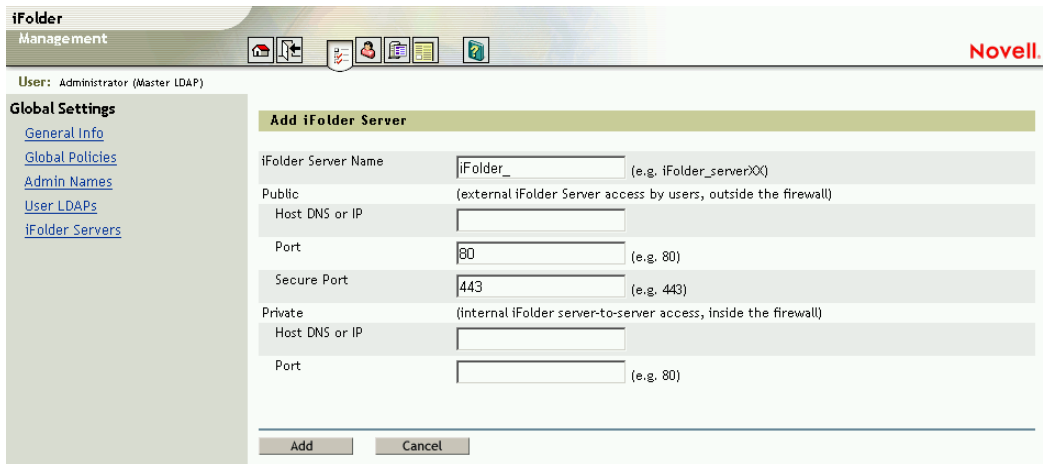 iFolder
Management
Novell.
User: Administrator (Master LDAP)
Global Settings
General Info
Global Policies
Admin Names
User LDAPs
iFolder Servers
Add iFolder Server
iFolder Server Name iFolder_ (e.g. iFolder_serverXX)
Public (external iFolder Server access by users, outside the firewall)
Host DNS or IP
Port 80 (e.g. 80)
Secure Port 443 (e.g. 443)
Private (internal iFolder server-to-server access, inside the firewall)
Host DNS or IP
Port (e.g. 80)
Add Cancel